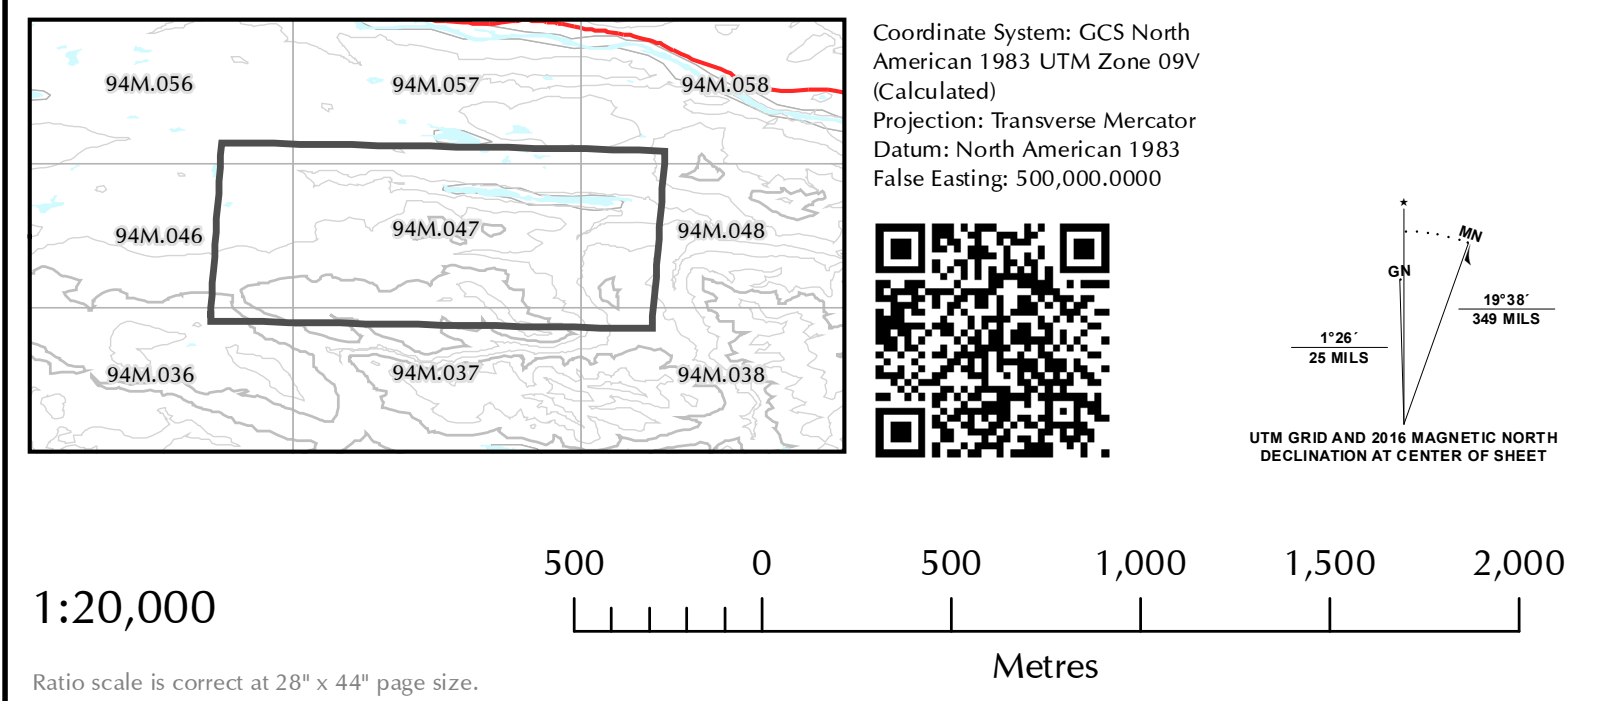 94M.056
94M.057
94M.058
94M.046
94M.047
94M.048
94M.036
94M.037
94M.038
Coordinate System: GCS North
American 1983 UTM Zone 09V
(Calculated)
Projection: Transverse Mercator
Datum: North American 1983
False Easting: 500,000.0000
★
MN
GN
19°38´
349 MILS
1°26´
25 MILS
UTM GRID AND 2016 MAGNETIC NORTH
DECLINATION AT CENTER OF SHEET
1:20,000
Ratio scale is correct at 28" x 44" page size.
500 0 500 1,000 1,500 2,000
Metres